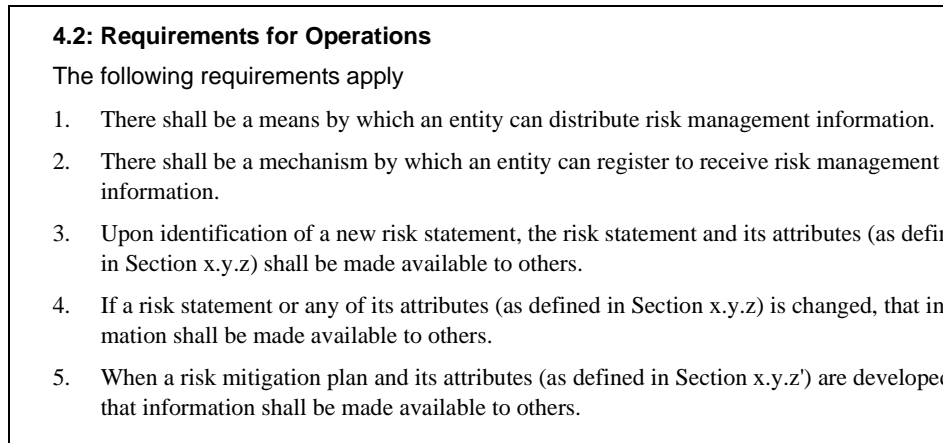 4.2: Requirements for Operations
The following requirements apply
1. There shall be a means by which an entity can distribute risk management information.
2. There shall be a mechanism by which an entity can register to receive risk management
information.
3. Upon identification of a new risk statement, the risk statement and its attributes (as defin
in Section x.y.z) shall be made available to others.
4. If a risk statement or any of its attributes (as defined in Section x.y.z) is changed, that in
mation shall be made available to others.
5. When a risk mitigation plan and its attributes (as defined in Section x.y.z') are developed
that information shall be made available to others.